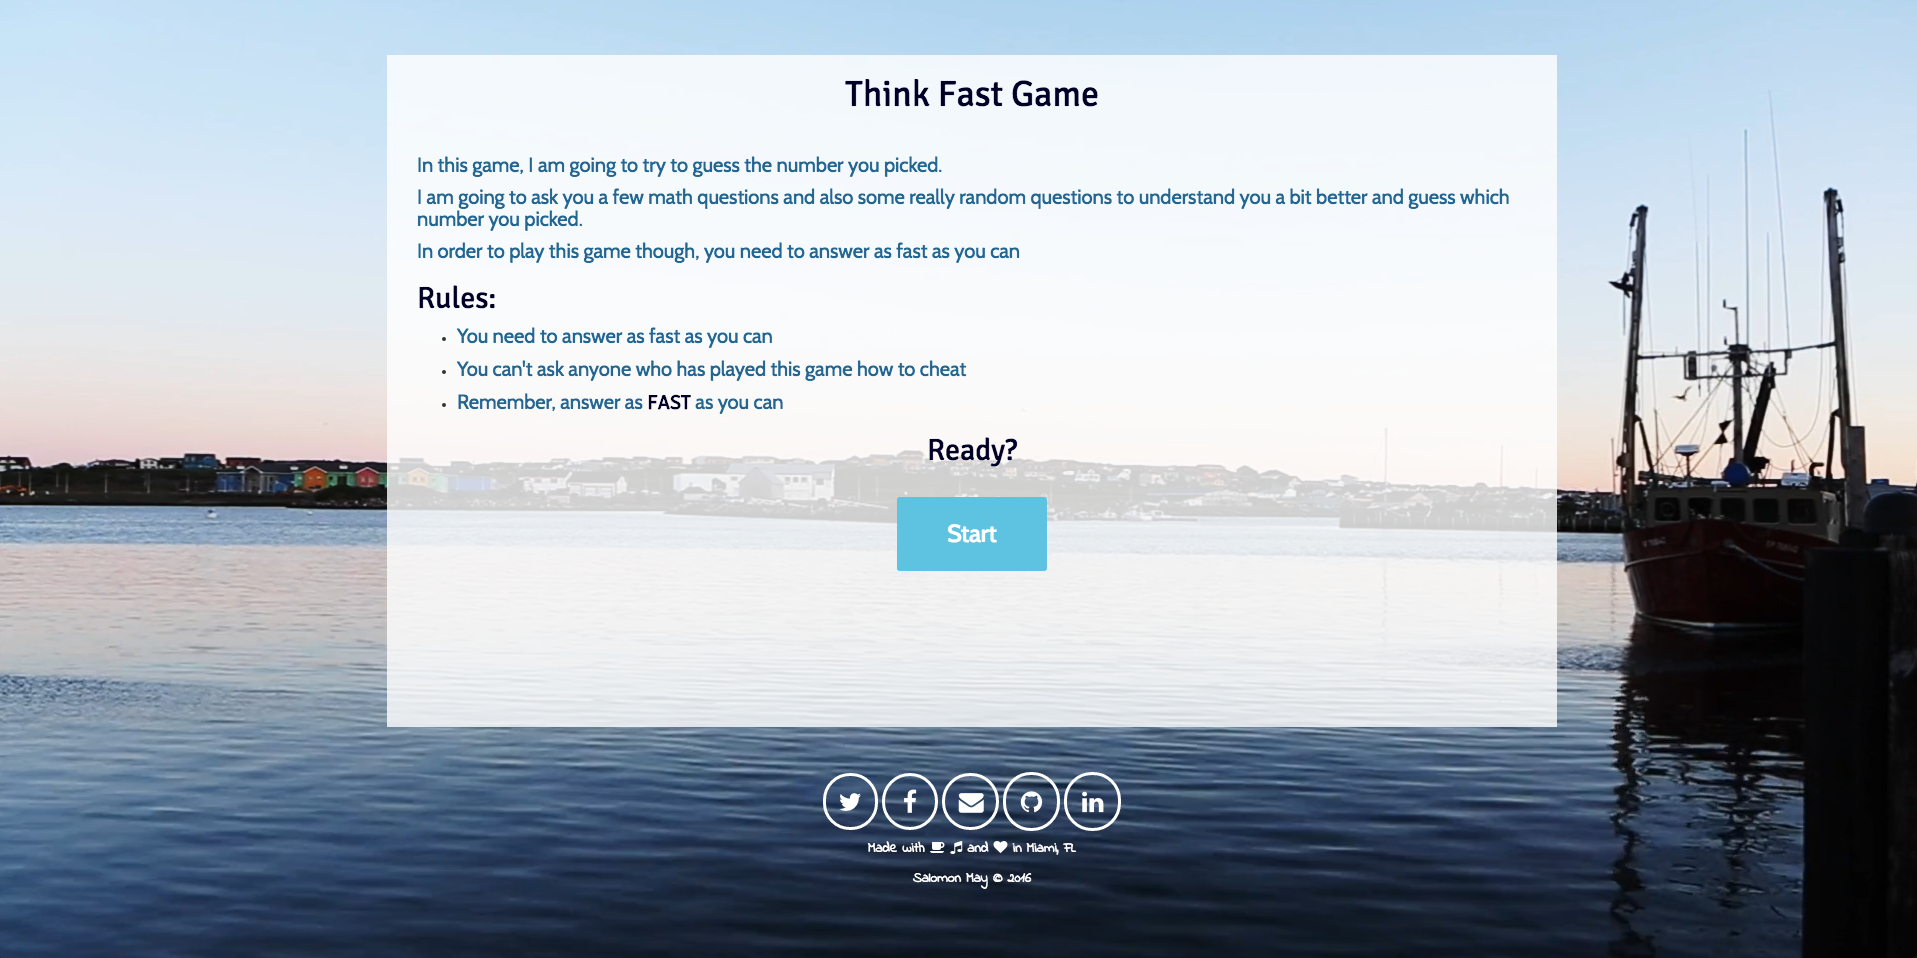 Think Fast Game
In this game, I am going to try to guess the number you picked.
I am going to ask you a few math questions and also some really random questions to understand you a bit better and guess which
number you picked.
In order to play this game though, you need to answer as fast as you can
Rules:
You need to answer as fast as you can
You can't ask anyone who has played this game how to cheat
Remember, answer as FAST as you can
Ready?
Start
Made with and in Miami, FL
Salomon May © 2016